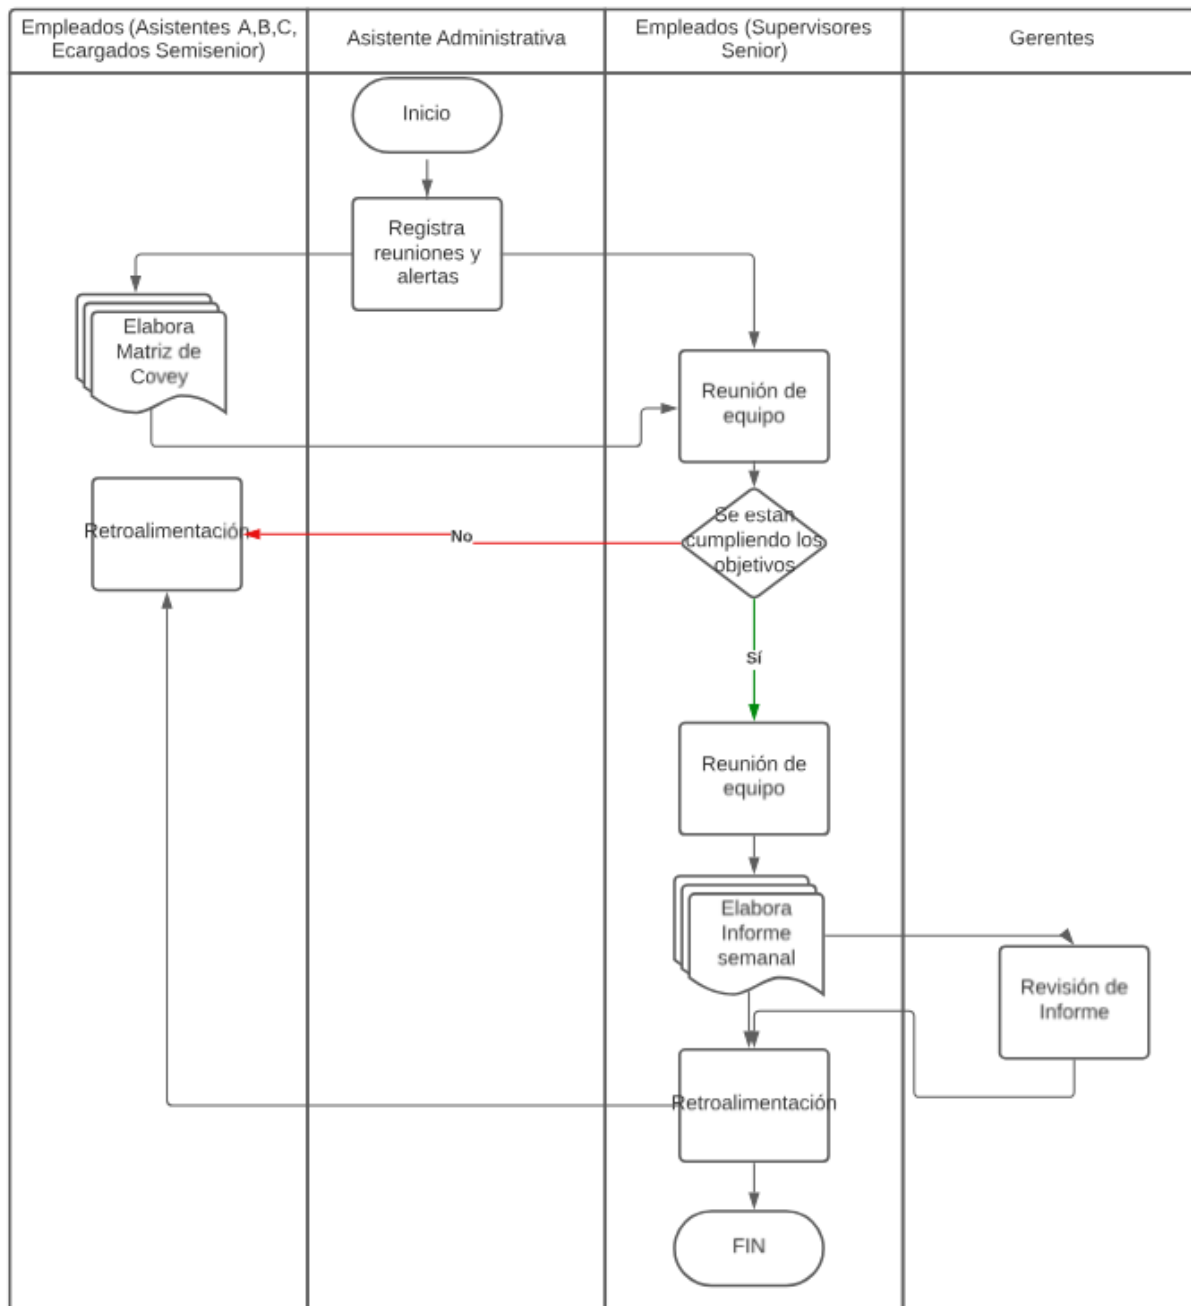 Empleados (Asistentes A,B,C,
Ecargados Semisenior)
Asistente Administrativa
Empleados (Supervisores
Senior)
Gerentes
Inicio
Registra
reuniones y
alertas
Elabora
Matriz de
Covey
Reunión de
equipo
Retroalimentación
No
Se estan
cumpliendo los
objetivos
Sí
Reunión de
equipo
Elabora
Informe
semanal
Revisión de
Informe
Retroalimentación
FIN